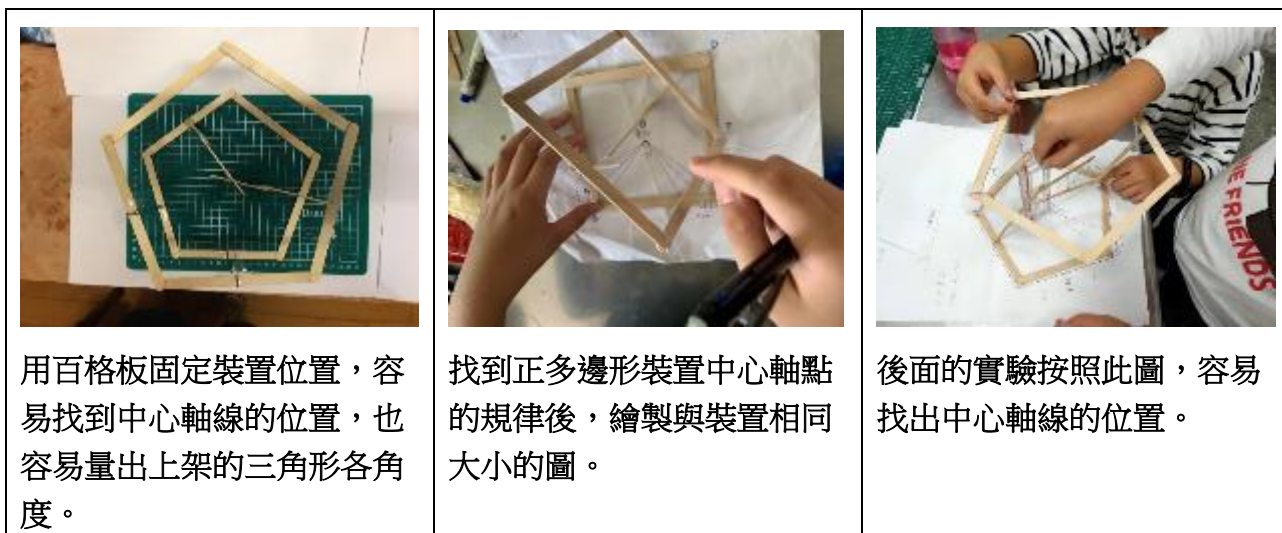 用百格板固定裝置位置，容
易找到中心軸線的位置，也
容易量出上架的三角形各角
度。
找到正多邊形裝置中心軸點
的規律後，繪製與裝置相同
大小的圖。
後面的實驗按照此圖，容易
找出中心軸線的位置。
FRIENDS